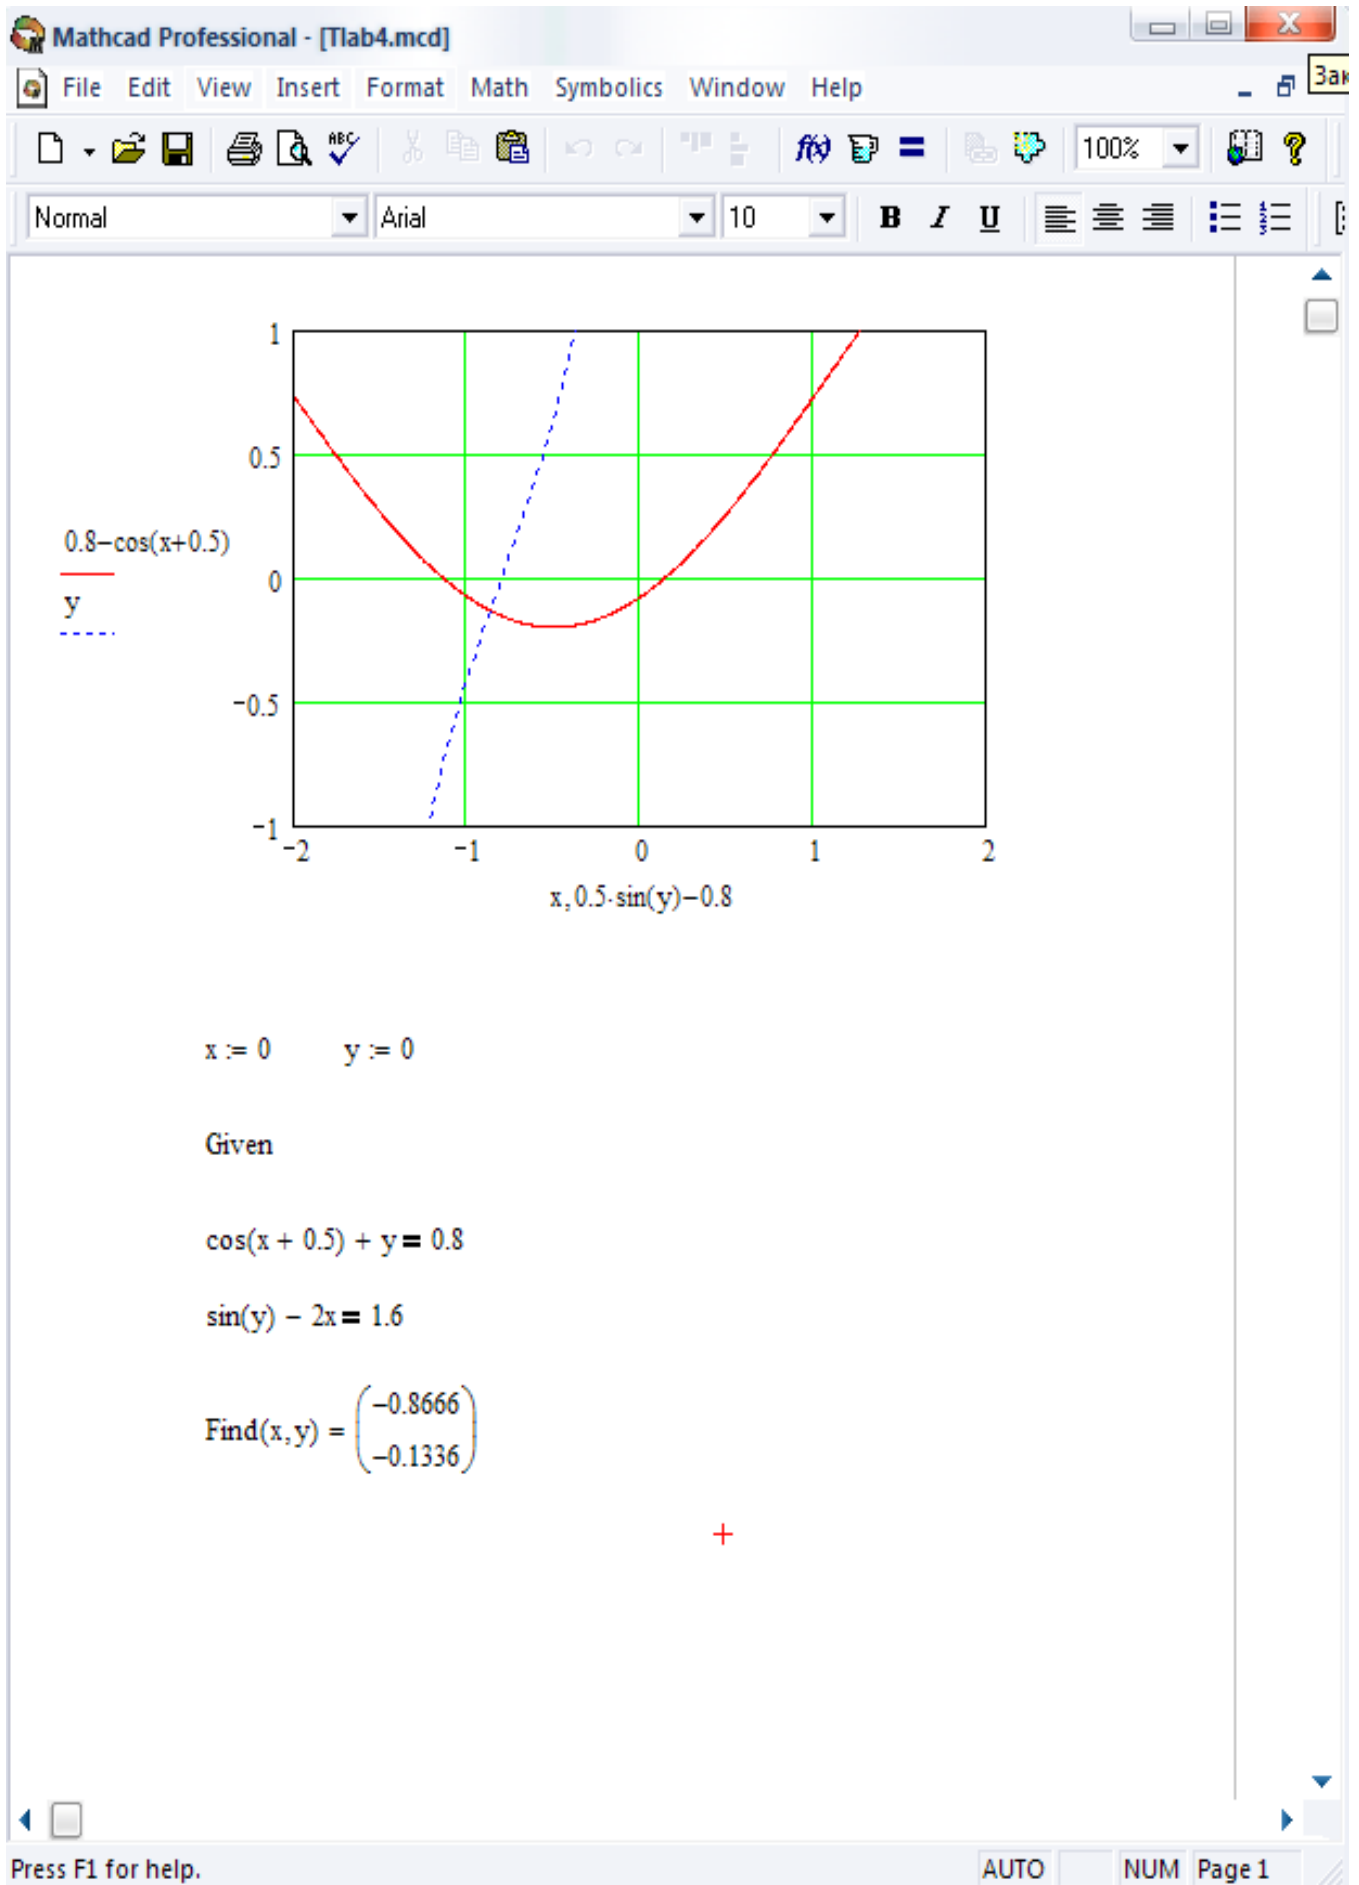 Mathcad Professional - [Tlab4.mcd]
File Edit View Insert Format Math Symbolics Window Help
Зак
ABC f(x) = 100% ?
Normal Arial 10 B I U
1
0.5
0
−0.5
−1
0.8−cos(x+0.5)
y
−2 −1 0 1 2
x,0.5·sin(y)−0.8
x := 0 y := 0
Given
cos(x + 0.5) + y = 0.8
sin(y) − 2x = 1.6
Find(x,y) = (−0.8666
−0.1336)
Press F1 for help. AUTO NUM Page 1